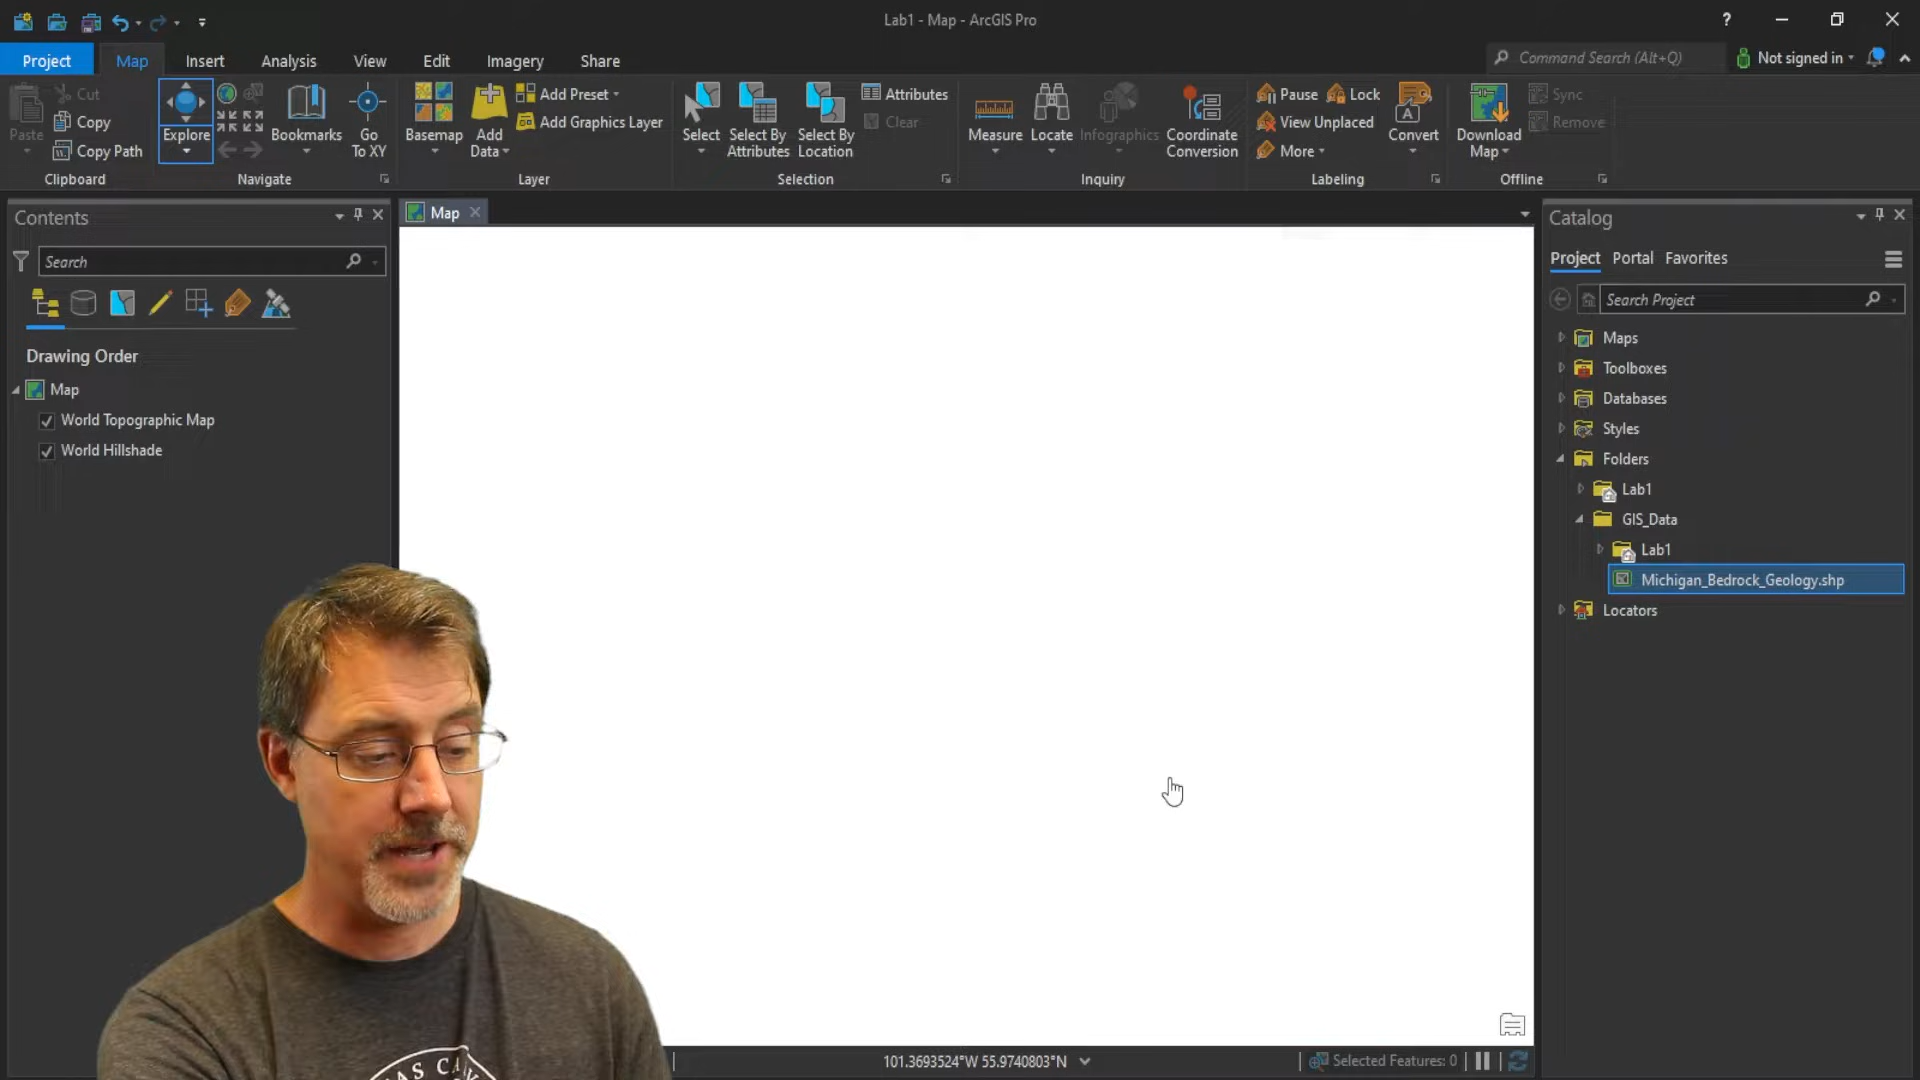 Lab1 - Map - ArcGIS Pro
?
Project Map Insert Analysis View Edit Imagery Share
Command Search (Alt+Q)
Not signed in
Paste
Cut
Copy
Copy Path
Clipboard
Explore
Bookmarks
Go To XY
Navigate
Basemap
Add Data
Add Preset
Add Graphics Layer
Layer
Select
Select By Attributes
Select By Location
Attributes
Clear
Selection
Measure
Locate
Infographics
Coordinate Conversion
Inquiry
Pause
Lock
View Unplaced
More
Convert
Labeling
Download Map
Sync
Remove
Offline
Contents
Search
Drawing Order
Map
World Topographic Map
World Hillshade
Map
Catalog
Project Portal Favorites
Search Project
Maps
Toolboxes
Databases
Styles
Folders
Lab1
GIS_Data
Lab1
Michigan_Bedrock_Geology.shp
Locators
101.3693524°W 55.9740803°N
Selected Features: 0